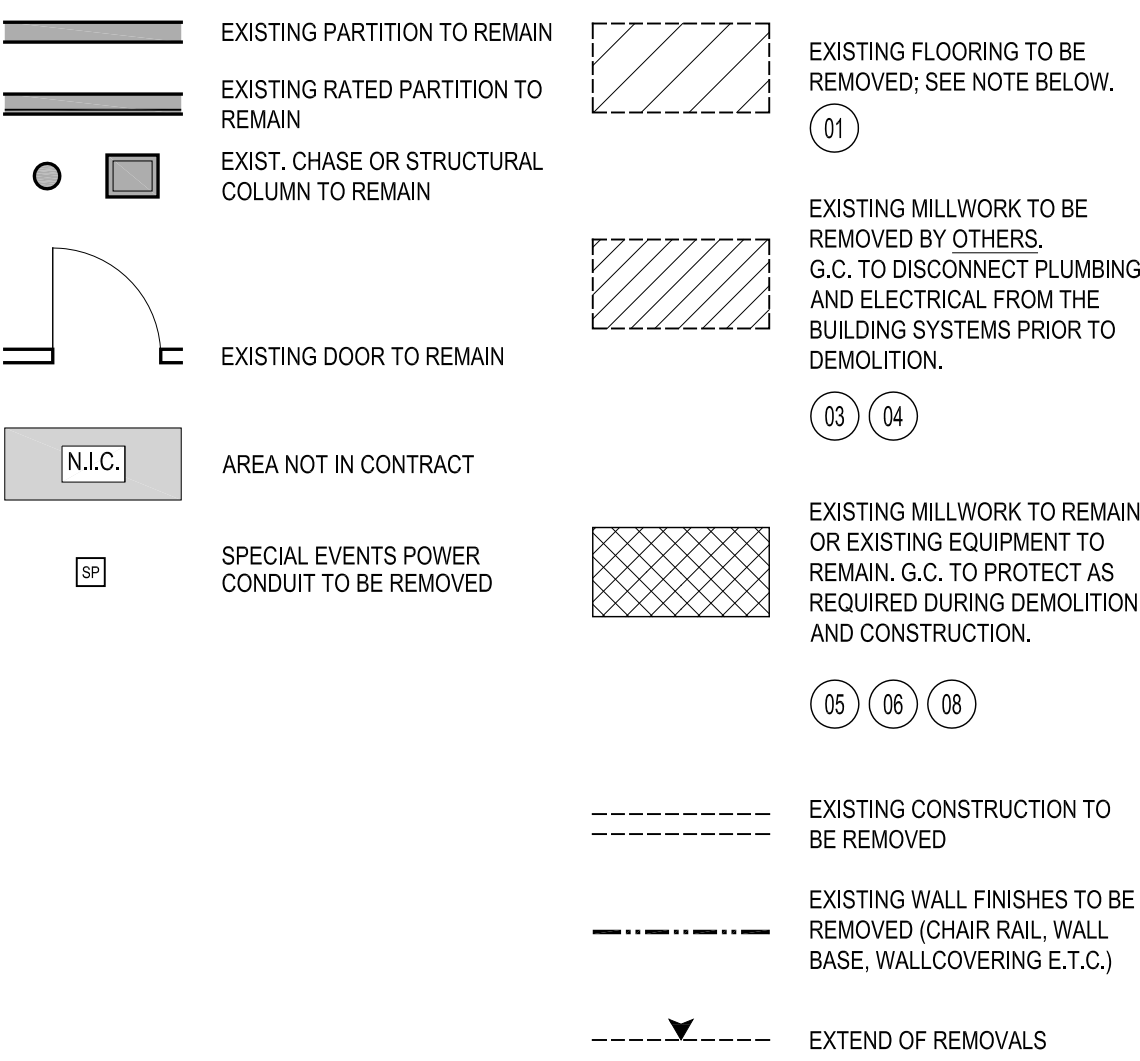 EXISTING PARTITION TO REMAIN
EXISTING RATED PARTITION TO
REMAIN
EXIST. CHASE OR STRUCTURAL
COLUMN TO REMAIN
EXISTING DOOR TO REMAIN
N.I.C.
AREA NOT IN CONTRACT
SP
SPECIAL EVENTS POWER
CONDUIT TO BE REMOVED
EXISTING FLOORING TO BE
REMOVED; SEE NOTE BELOW.
01
EXISTING MILLWORK TO BE
REMOVED BY OTHERS.
G.C. TO DISCONNECT PLUMBING
AND ELECTRICAL FROM THE
BUILDING SYSTEMS PRIOR TO
DEMOLITION.
03 04
EXISTING MILLWORK TO REMAIN
OR EXISTING EQUIPMENT TO
REMAIN. G.C. TO PROTECT AS
REQUIRED DURING DEMOLITION
AND CONSTRUCTION.
05 06 08
EXISTING CONSTRUCTION TO
BE REMOVED
EXISTING WALL FINISHES TO BE
REMOVED (CHAIR RAIL, WALL
BASE, WALLCOVERING E.T.C.)
EXTEND OF REMOVALS